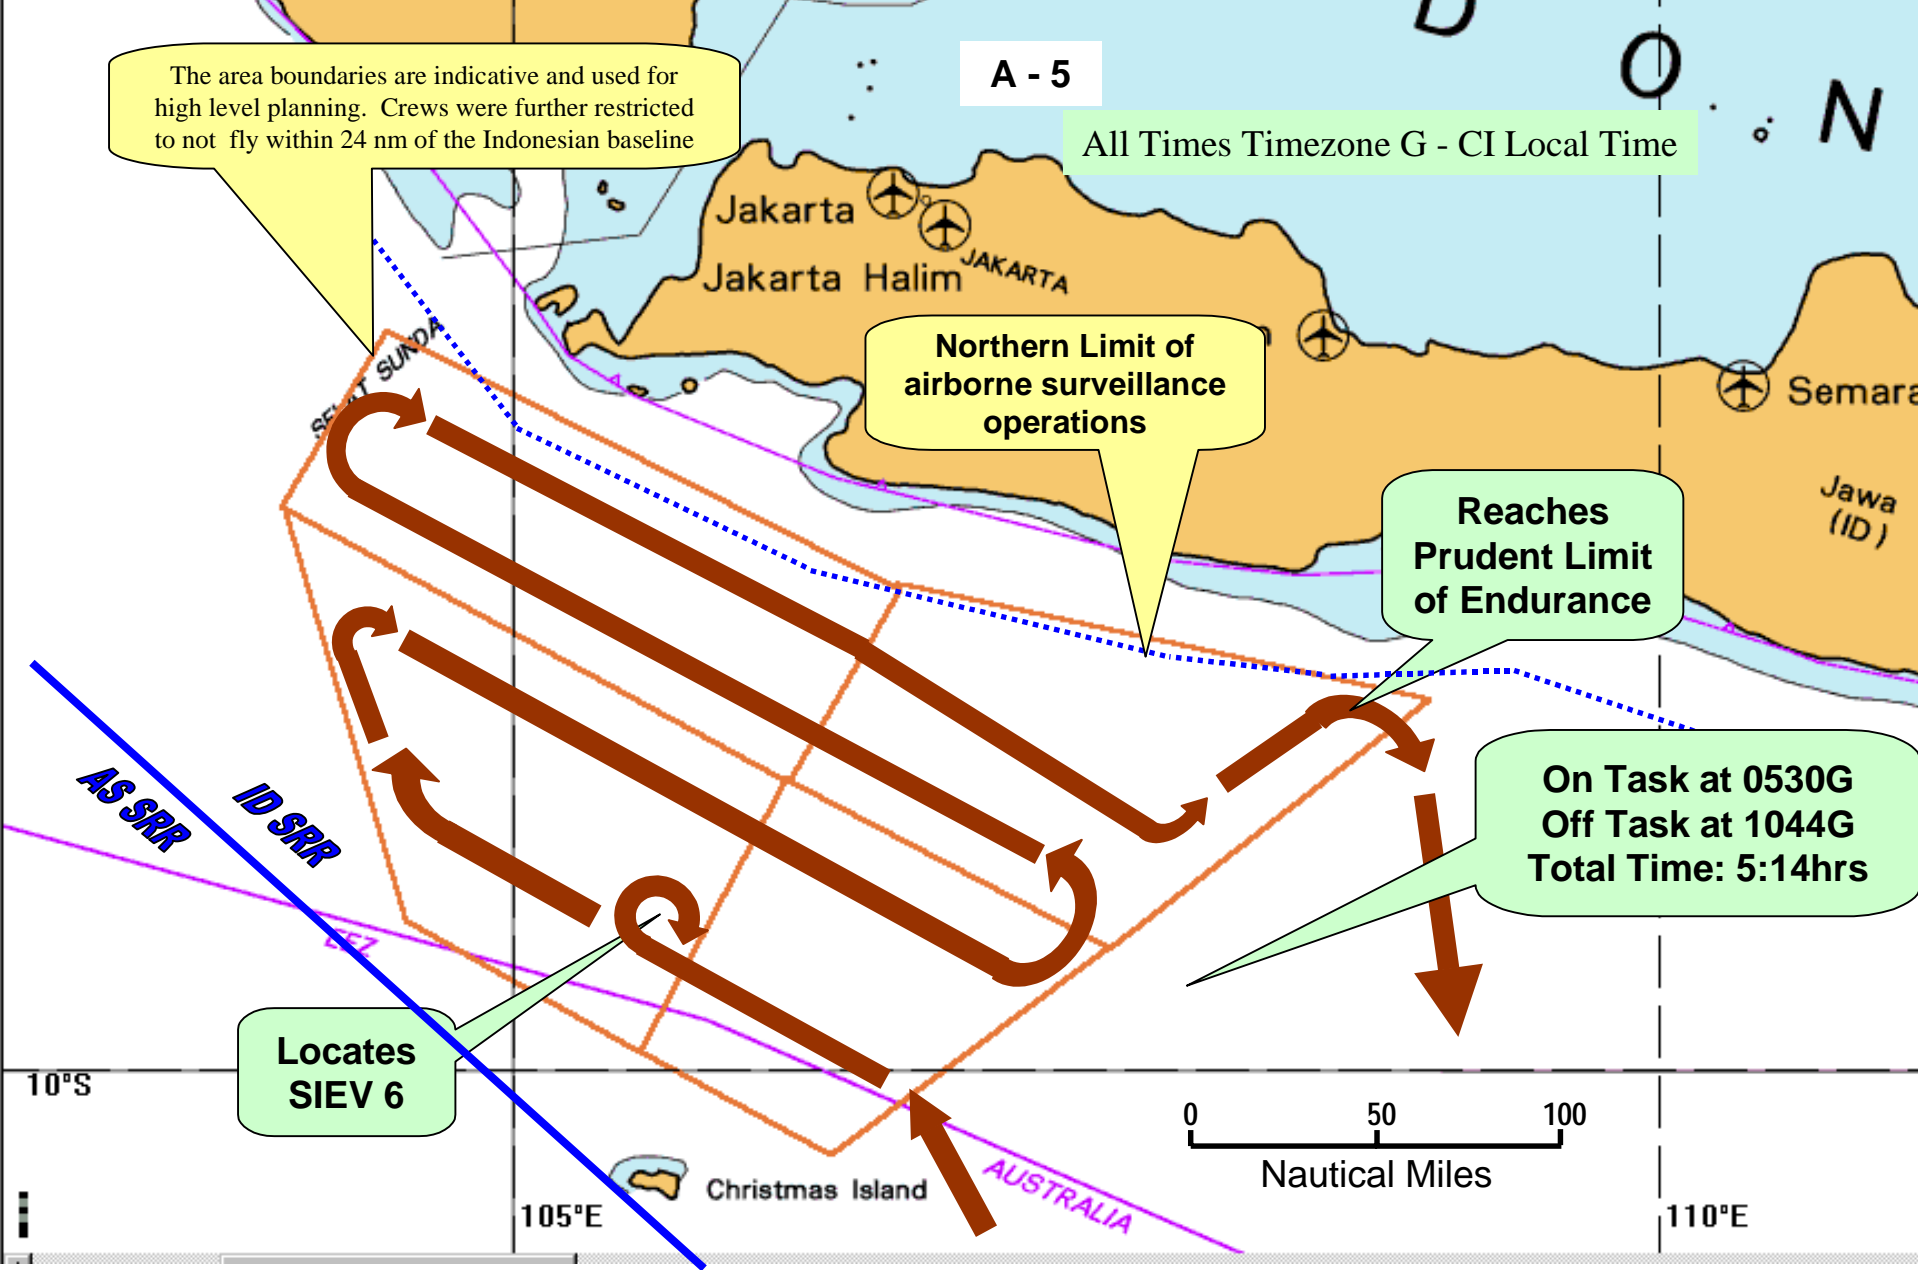 D
O
N
The area boundaries are indicative and used for
high level planning. Crews were further restricted
to not fly within 24 nm of the Indonesian baseline
A - 5
All Times Timezone G - CI Local Time
Jakarta
Jakarta Halim
JAKARTA
Northern Limit of
airborne surveillance
operations
Semara
SUNDA
Reaches
Prudent Limit
of Endurance
Jawa
(ID)
On Task at 0530G
Off Task at 1044G
Total Time: 5:14hrs
AS SRR
ID SRR
EEZ
Locates
SIEV 6
10°S
0 50 100
Nautical Miles
Christmas Island
AUSTRALIA
105°E
110°E